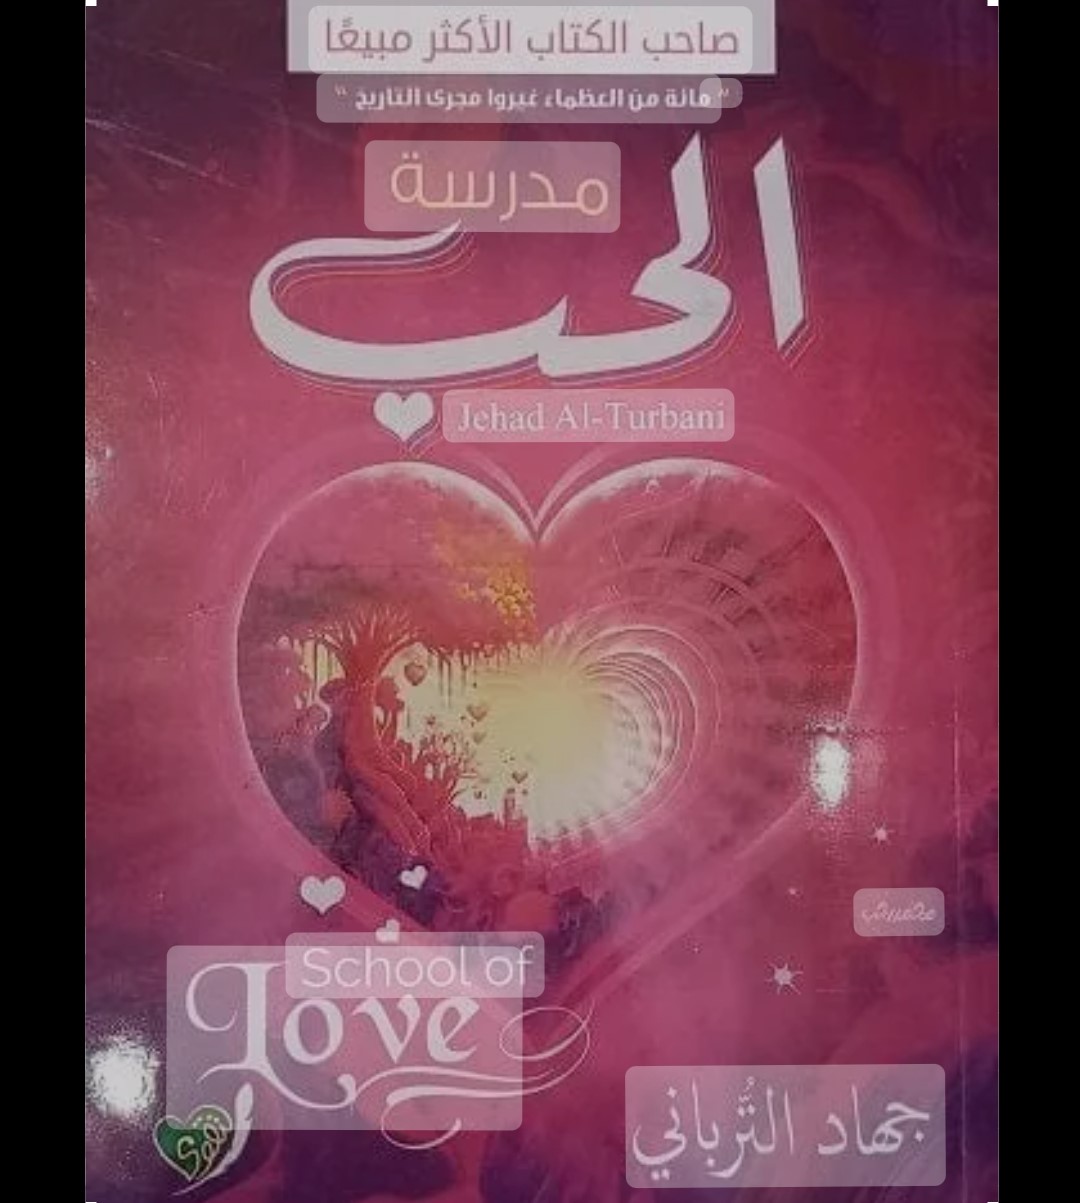 صاحب الكتاب الأكثر مبيعًا
" مائة من العظماء غيروا مجرى التاريخ "
مدرسة
الحب
Jehad Al-Turbani
School of
Love
جهاد التُّرباني